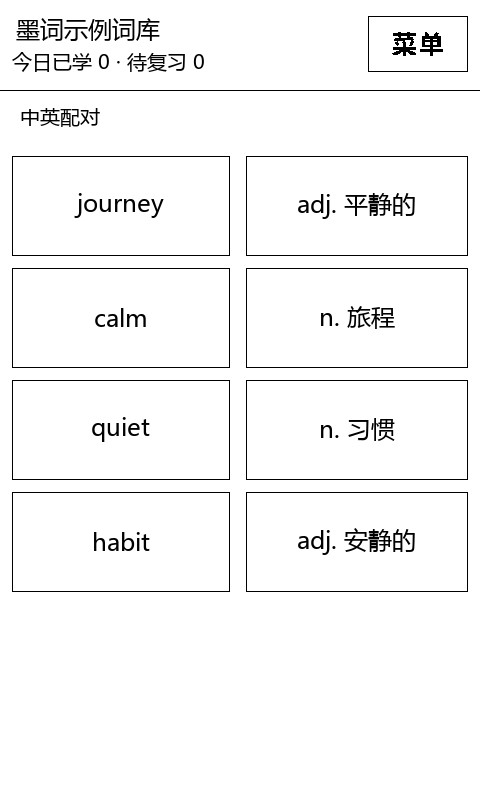 墨词示例词库
今日已学 0 · 待复习 0
菜单
中英配对
journey
adj. 平静的
calm
n. 旅程
quiet
n. 习惯
habit
adj. 安静的